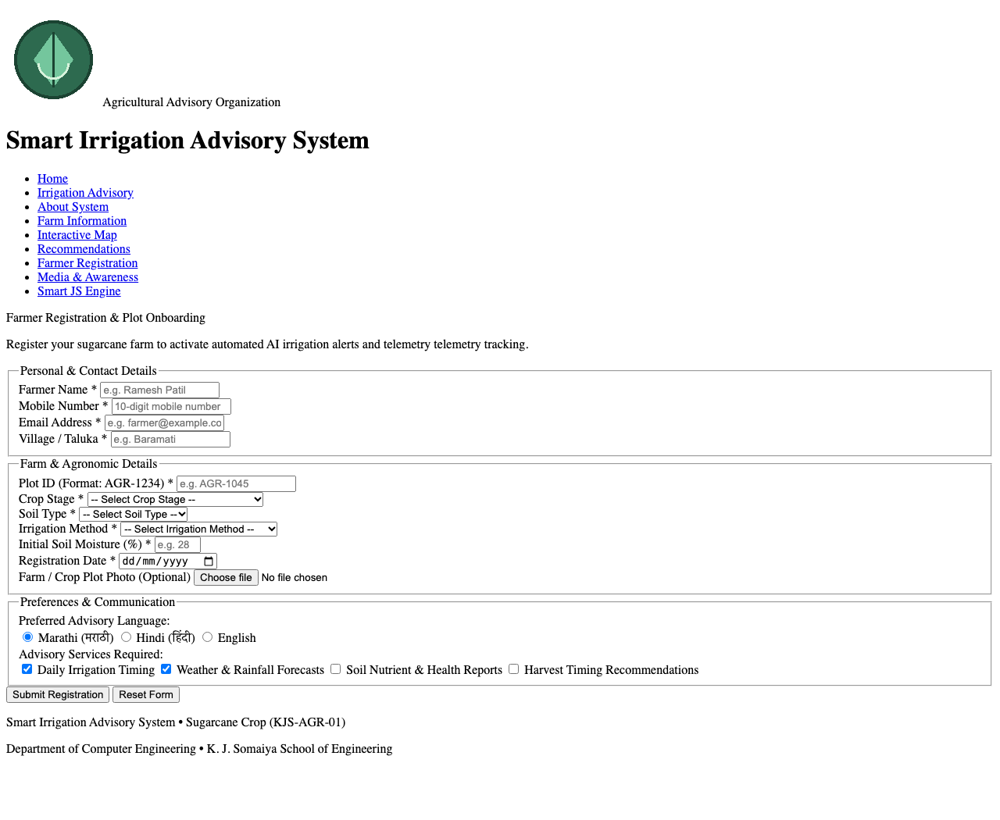 Agricultural Advisory Organization
Smart Irrigation Advisory System
Home
Irrigation Advisory
About System
Farm Information
Interactive Map
Recommendations
Farmer Registration
Media & Awareness
Smart JS Engine
Farmer Registration & Plot Onboarding
Register your sugarcane farm to activate automated AI irrigation alerts and telemetry telemetry tracking.
Personal & Contact Details
Farmer Name * e.g. Ramesh Patil
Mobile Number * 10-digit mobile number
Email Address * e.g. farmer@example.co
Village / Taluka * e.g. Baramati
Farm & Agronomic Details
Plot ID (Format: AGR-1234) * e.g. AGR-1045
Crop Stage * -- Select Crop Stage --
Soil Type * -- Select Soil Type --
Irrigation Method * -- Select Irrigation Method --
Initial Soil Moisture (%) * e.g. 28
Registration Date * dd/mm/yyyy
Farm / Crop Plot Photo (Optional) Choose file No file chosen
Preferences & Communication
Preferred Advisory Language:
Marathi (मराठी) Hindi (हिंदी) English
Advisory Services Required:
Daily Irrigation Timing Weather & Rainfall Forecasts Soil Nutrient & Health Reports Harvest Timing Recommendations
Submit Registration Reset Form
Smart Irrigation Advisory System • Sugarcane Crop (KJS-AGR-01)
Department of Computer Engineering • K. J. Somaiya School of Engineering